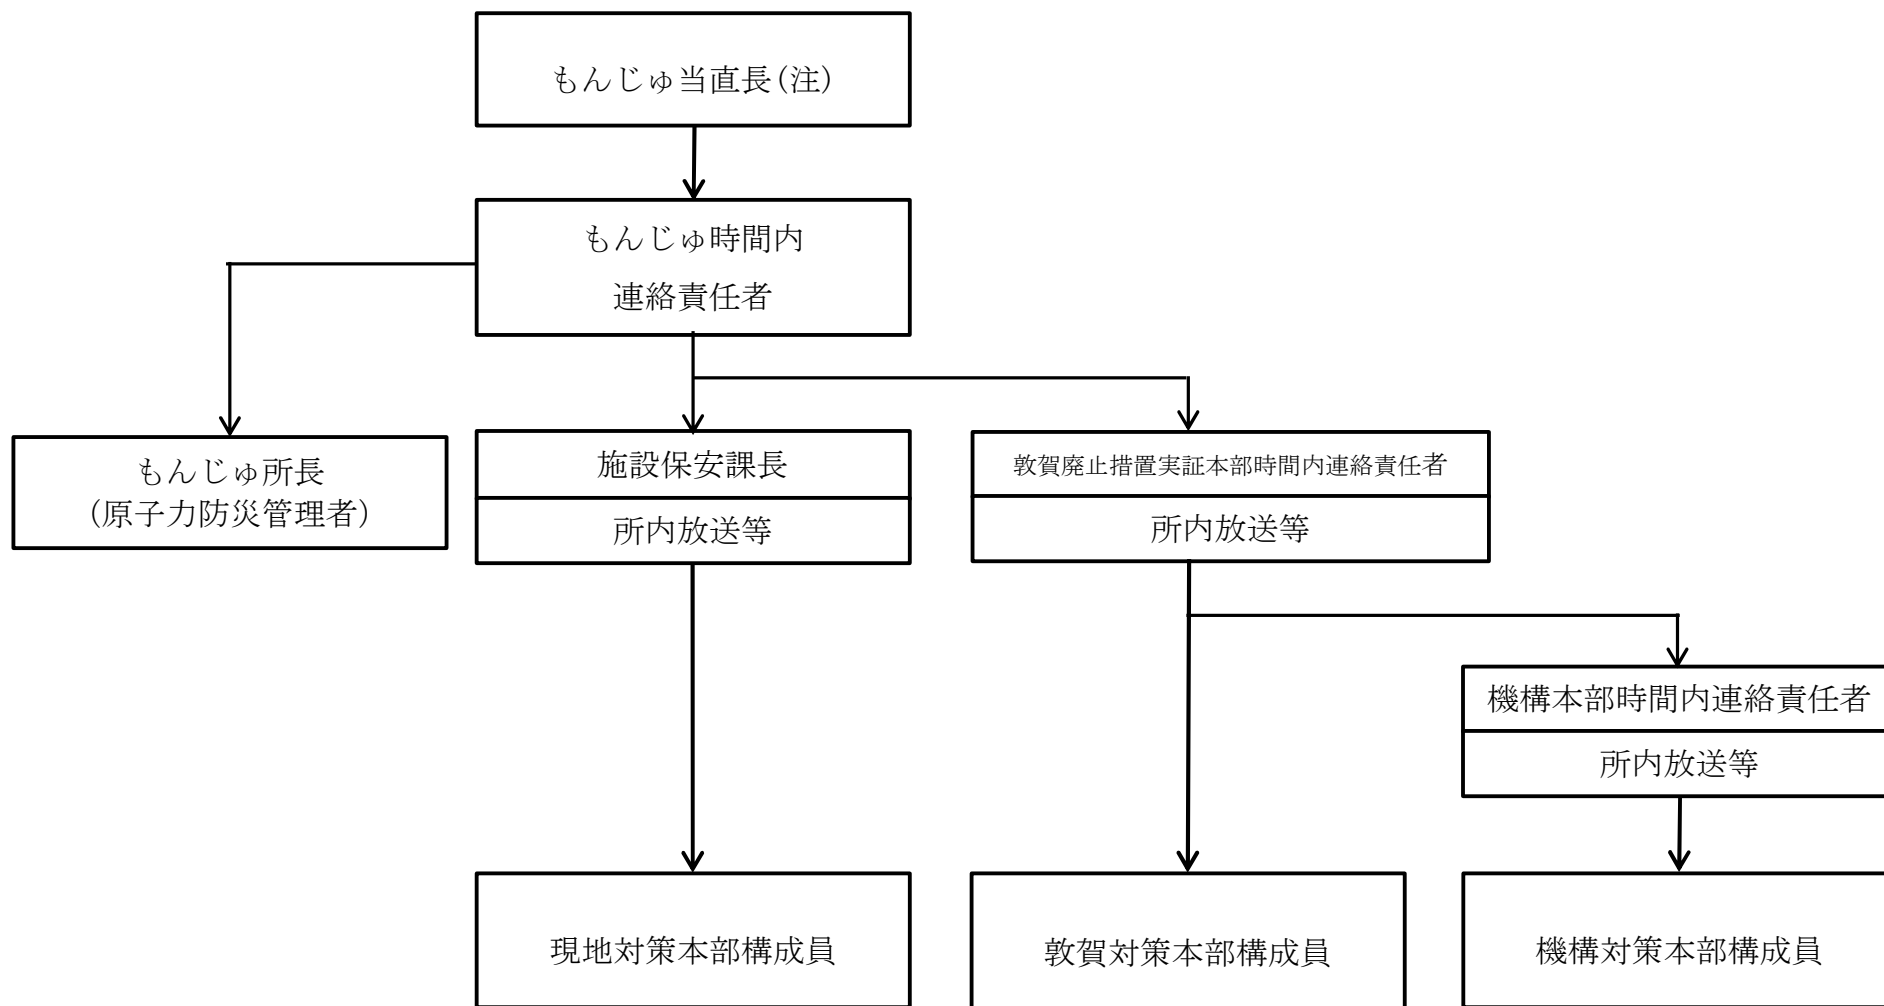 もんじゅ当直長(注)
もんじゅ時間内
連絡責任者
もんじゅ所長
(原子力防災管理者)
施設保安課長
所内放送等
敦賀廃止措置実証本部時間内連絡責任者
所内放送等
機構本部時間内連絡責任者
所内放送等
現地対策本部構成員
敦賀対策本部構成員
機構対策本部構成員